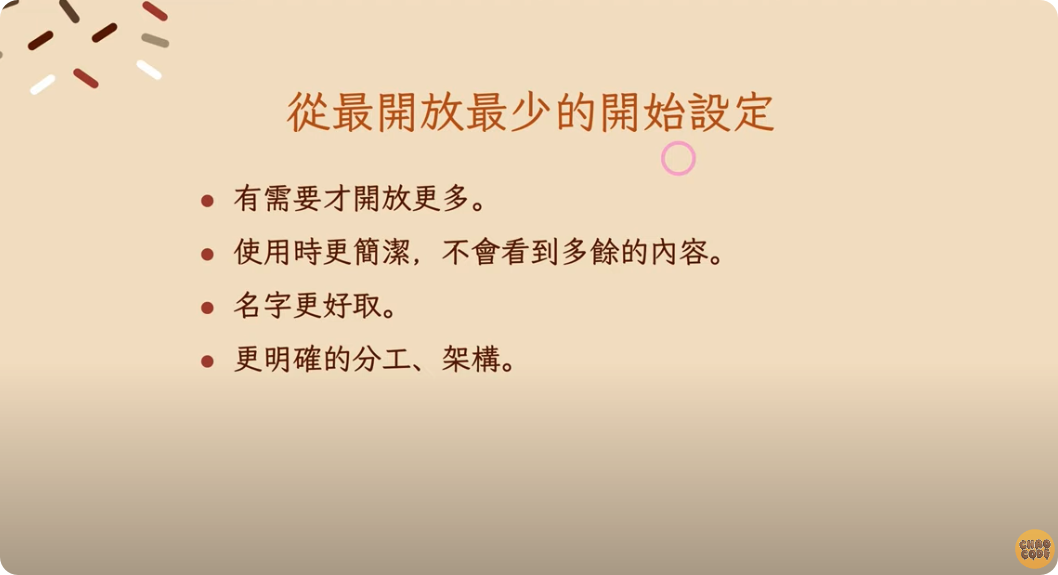 從最開放最少的開始設定
有需要才開放更多。
使用時更簡潔，不會看到多餘的內容。
名字更好取。
更明確的分工、架構。
CHAO
CODE